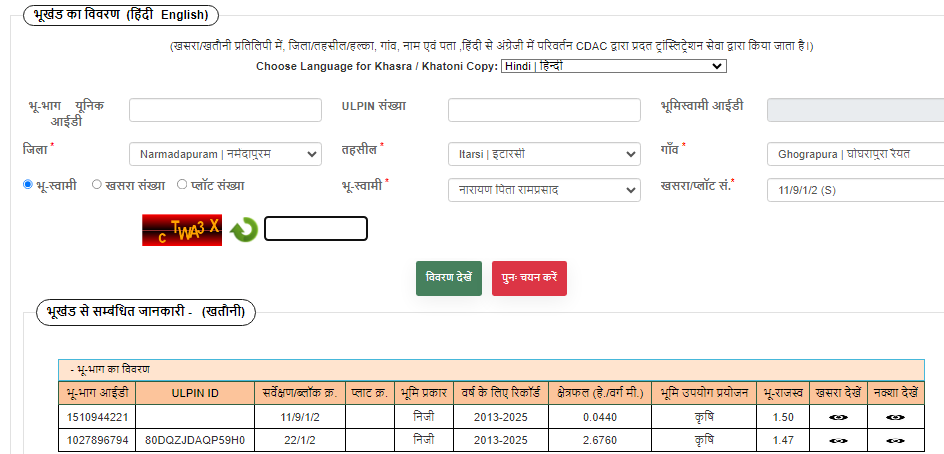 भूखंड का विवरण (हिंदी English)
(खसरा/खतौनी प्रतिलिपी में, जिला/तहसील/हल्का, गांव, नाम एवं पता ,हिंदी से अंग्रेजी में परिवर्तन CDAC द्वारा प्रदत ट्रांस्लिट्रेशन सेवा द्वारा किया जाता है।)
Choose Language for Kasra / Khatoni Copy: Hindi | हिन्दी
भू-भाग यूनिक आईडी ULPIN संख्या भूमिस्वामी आईडी
जिला * Narmadapuram | नर्मदापुरम तहसील * Itarsi | इटारसी गाँव * Ghograpura | घोघरापुरा रैयत
भू-स्वामी खसरा संख्या प्लॉट संख्या भू-स्वामी * नारायण पिता रामप्रसाद खसरा/प्लॉट सं.* 11/9/1/2 (S)
c T W A 3 X
विवरण देखें पुनः चयन करें
भूखंड से सम्बंधित जानकारी - (खतौनी)
- भू-भाग का विवरण
भू-भाग आईडी ULPIN ID सर्वेक्षण/ब्लॉक क्र. प्लाट क्र. भूमि प्रकार वर्ष के लिए रिकॉर्ड क्षेत्रफल (हे./वर्ग मी.) भूमि उपयोग प्रयोजन भू-राजस्व खसरा देखें नक्शा देखें
1510944221 11/9/1/2 निजी 2013-2025 0.0440 कृषि 1.50
1027896794 80DQZJDAQP59H0 22/1/2 निजी 2013-2025 2.6760 कृषि 1.47